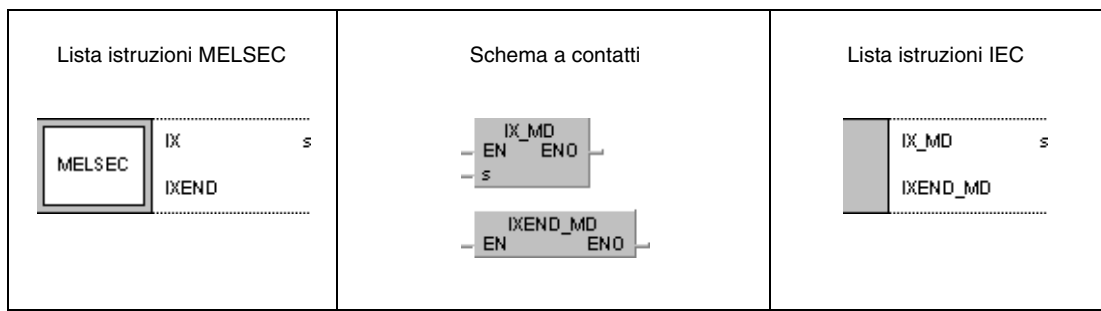 Lista istruzioni MELSEC
MELSEC
IX s
IXEND
Schema a contatti
IX_MD
EN ENO
s
IXEND_MD
EN ENO
Lista istruzioni IEC
IX_MD s
IXEND_MD